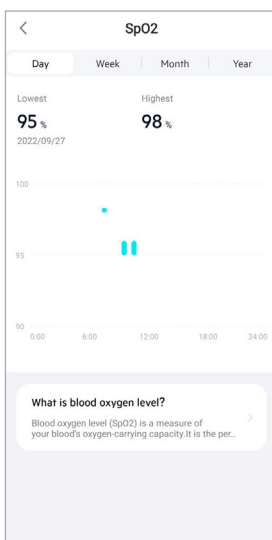 SpO2
Day Week Month Year
Lowest Highest
95 % 98 %
2022/09/27
100
95
90
0:00 6:00 12:00 18:00 24:00
What is blood oxygen level?
Blood oxygen level (SpO2) is a measure of
your blood's oxygen-carrying capacity.It is the per...